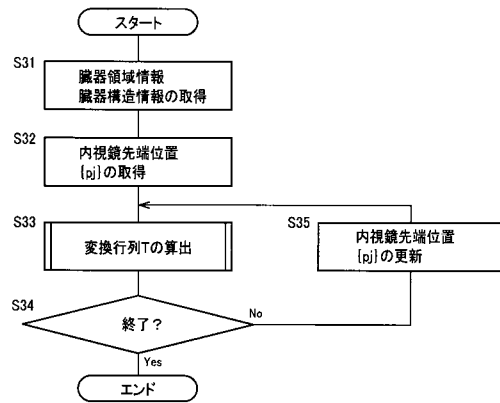 スタート
S31
臓器領域情報
臓器構造情報の取得
S32
内視鏡先端位置
{pj}の取得
S33
変換行列Tの算出
S35
内視鏡先端位置
{pj}の更新
S34
終了？
No
Yes
エンド